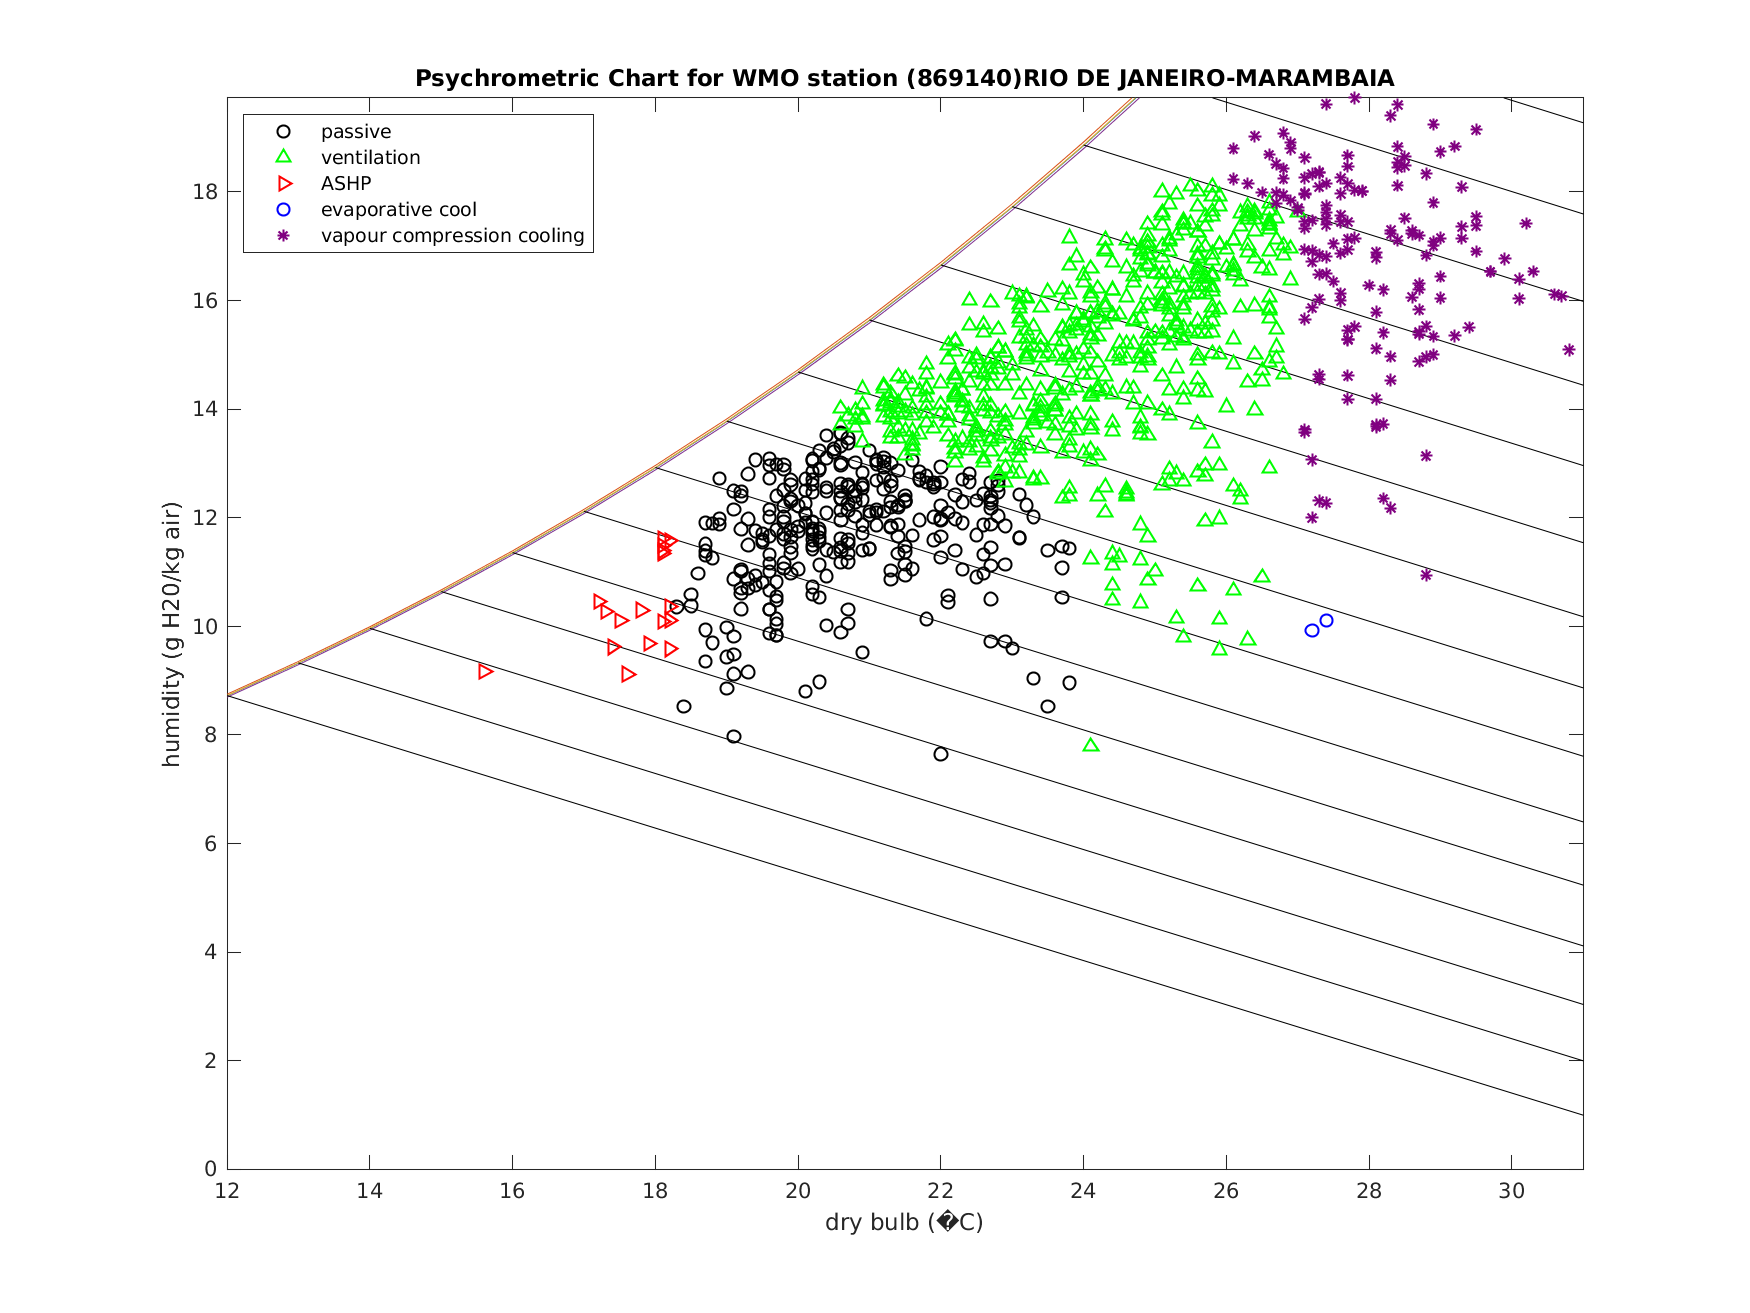 Psychrometric Chart for WMO station (869140)RIO DE JANEIRO-MARAMBAIA
passive
ventilation
ASHP
evaporative cool
vapour compression cooling
humidity (g H20/kg air)
18
16
14
12
10
8
6
4
2
0
12 14 16 18 20 22 24 26 28 30
dry bulb (�C)